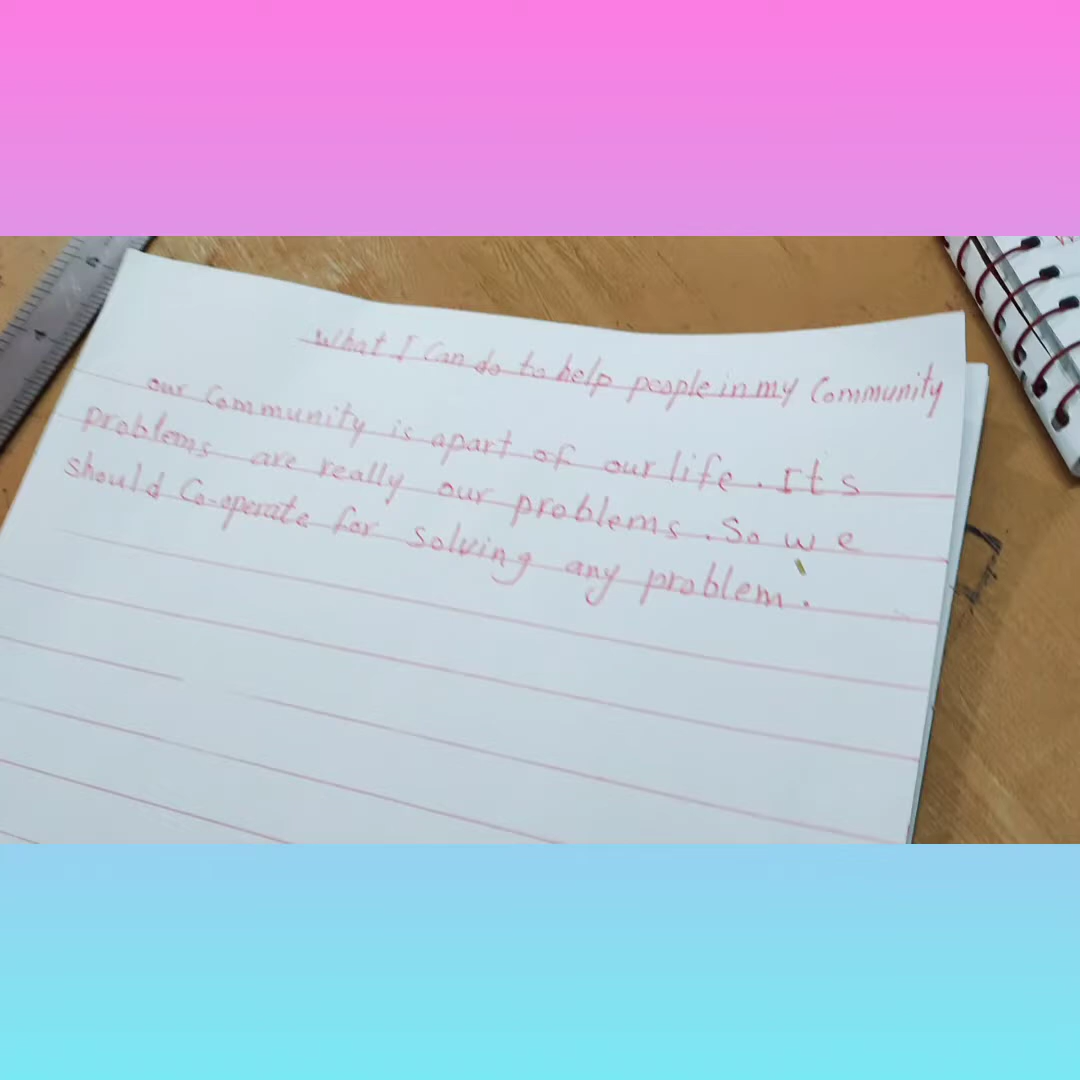 What I Can do to help people in my Community
our Community is apart of our life. Its
problems are really our problems. So we
should Co-operate for solving any problem.